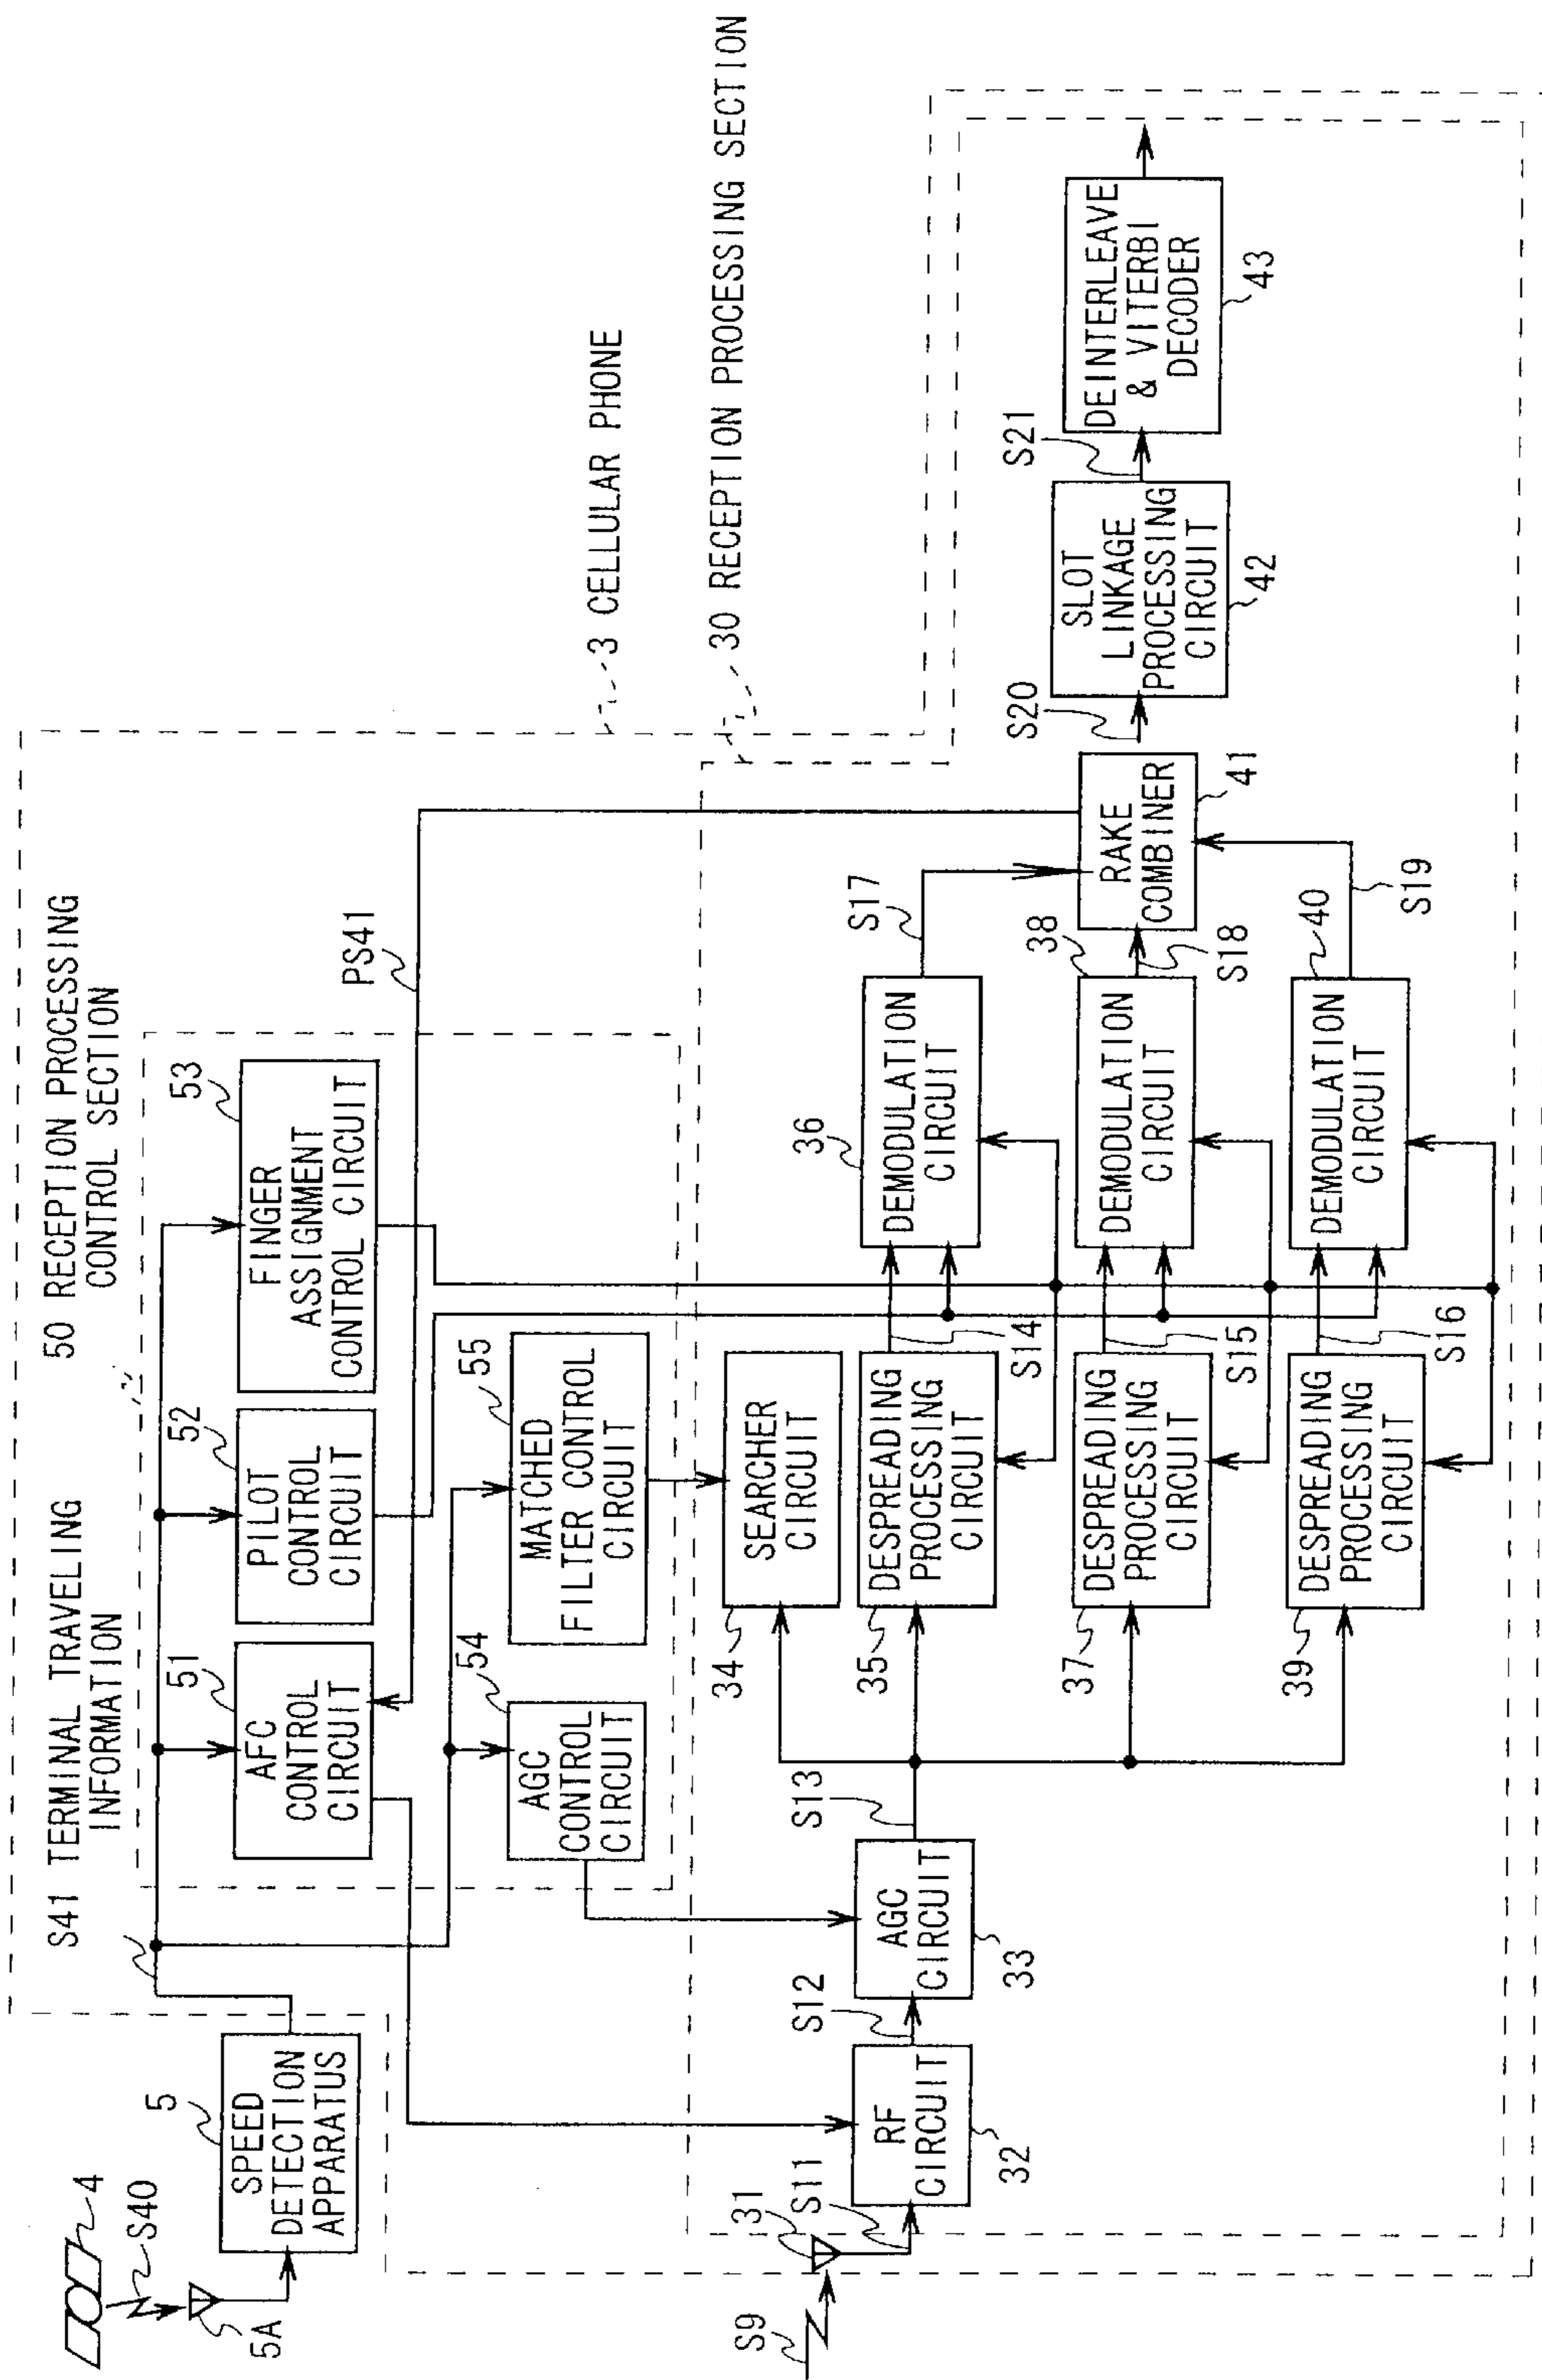 50 RECEPTION PROCESSING
CONTROL SECTION
S41 TERMINAL TRAVELING
INFORMATION
3 CELLULAR PHONE
30 RECEPTION PROCESSING SECTION
4
S40
5A
5
SPEED
DETECTION
APPARATUS
51
AFC
CONTROL
CIRCUIT
52
PILOT
CONTROL
CIRCUIT
53
FINGER
ASSIGNMENT
CONTROL CIRCUIT
PS41
54
AGC
CONTROL
CIRCUIT
55
MATCHED
FILTER CONTROL
CIRCUIT
S9
31
S11
RF
CIRCUIT
32
S12
AGC
CIRCUIT
33
S13
34
SEARCHER
CIRCUIT
35
DESPREADING
PROCESSING
CIRCUIT
S14
36
DEMODULATION
CIRCUIT
S17
37
DESPREADING
PROCESSING
CIRCUIT
S15
38
DEMODULATION
CIRCUIT
S18
39
DESPREADING
PROCESSING
CIRCUIT
S16
40
DEMODULATION
CIRCUIT
S19
RAKE
COMBINER
41
S20
SLOT
LINKAGE
PROCESSING
CIRCUIT
42
S21
DEINTERLEAVE
& VITERBI
DECODER
43